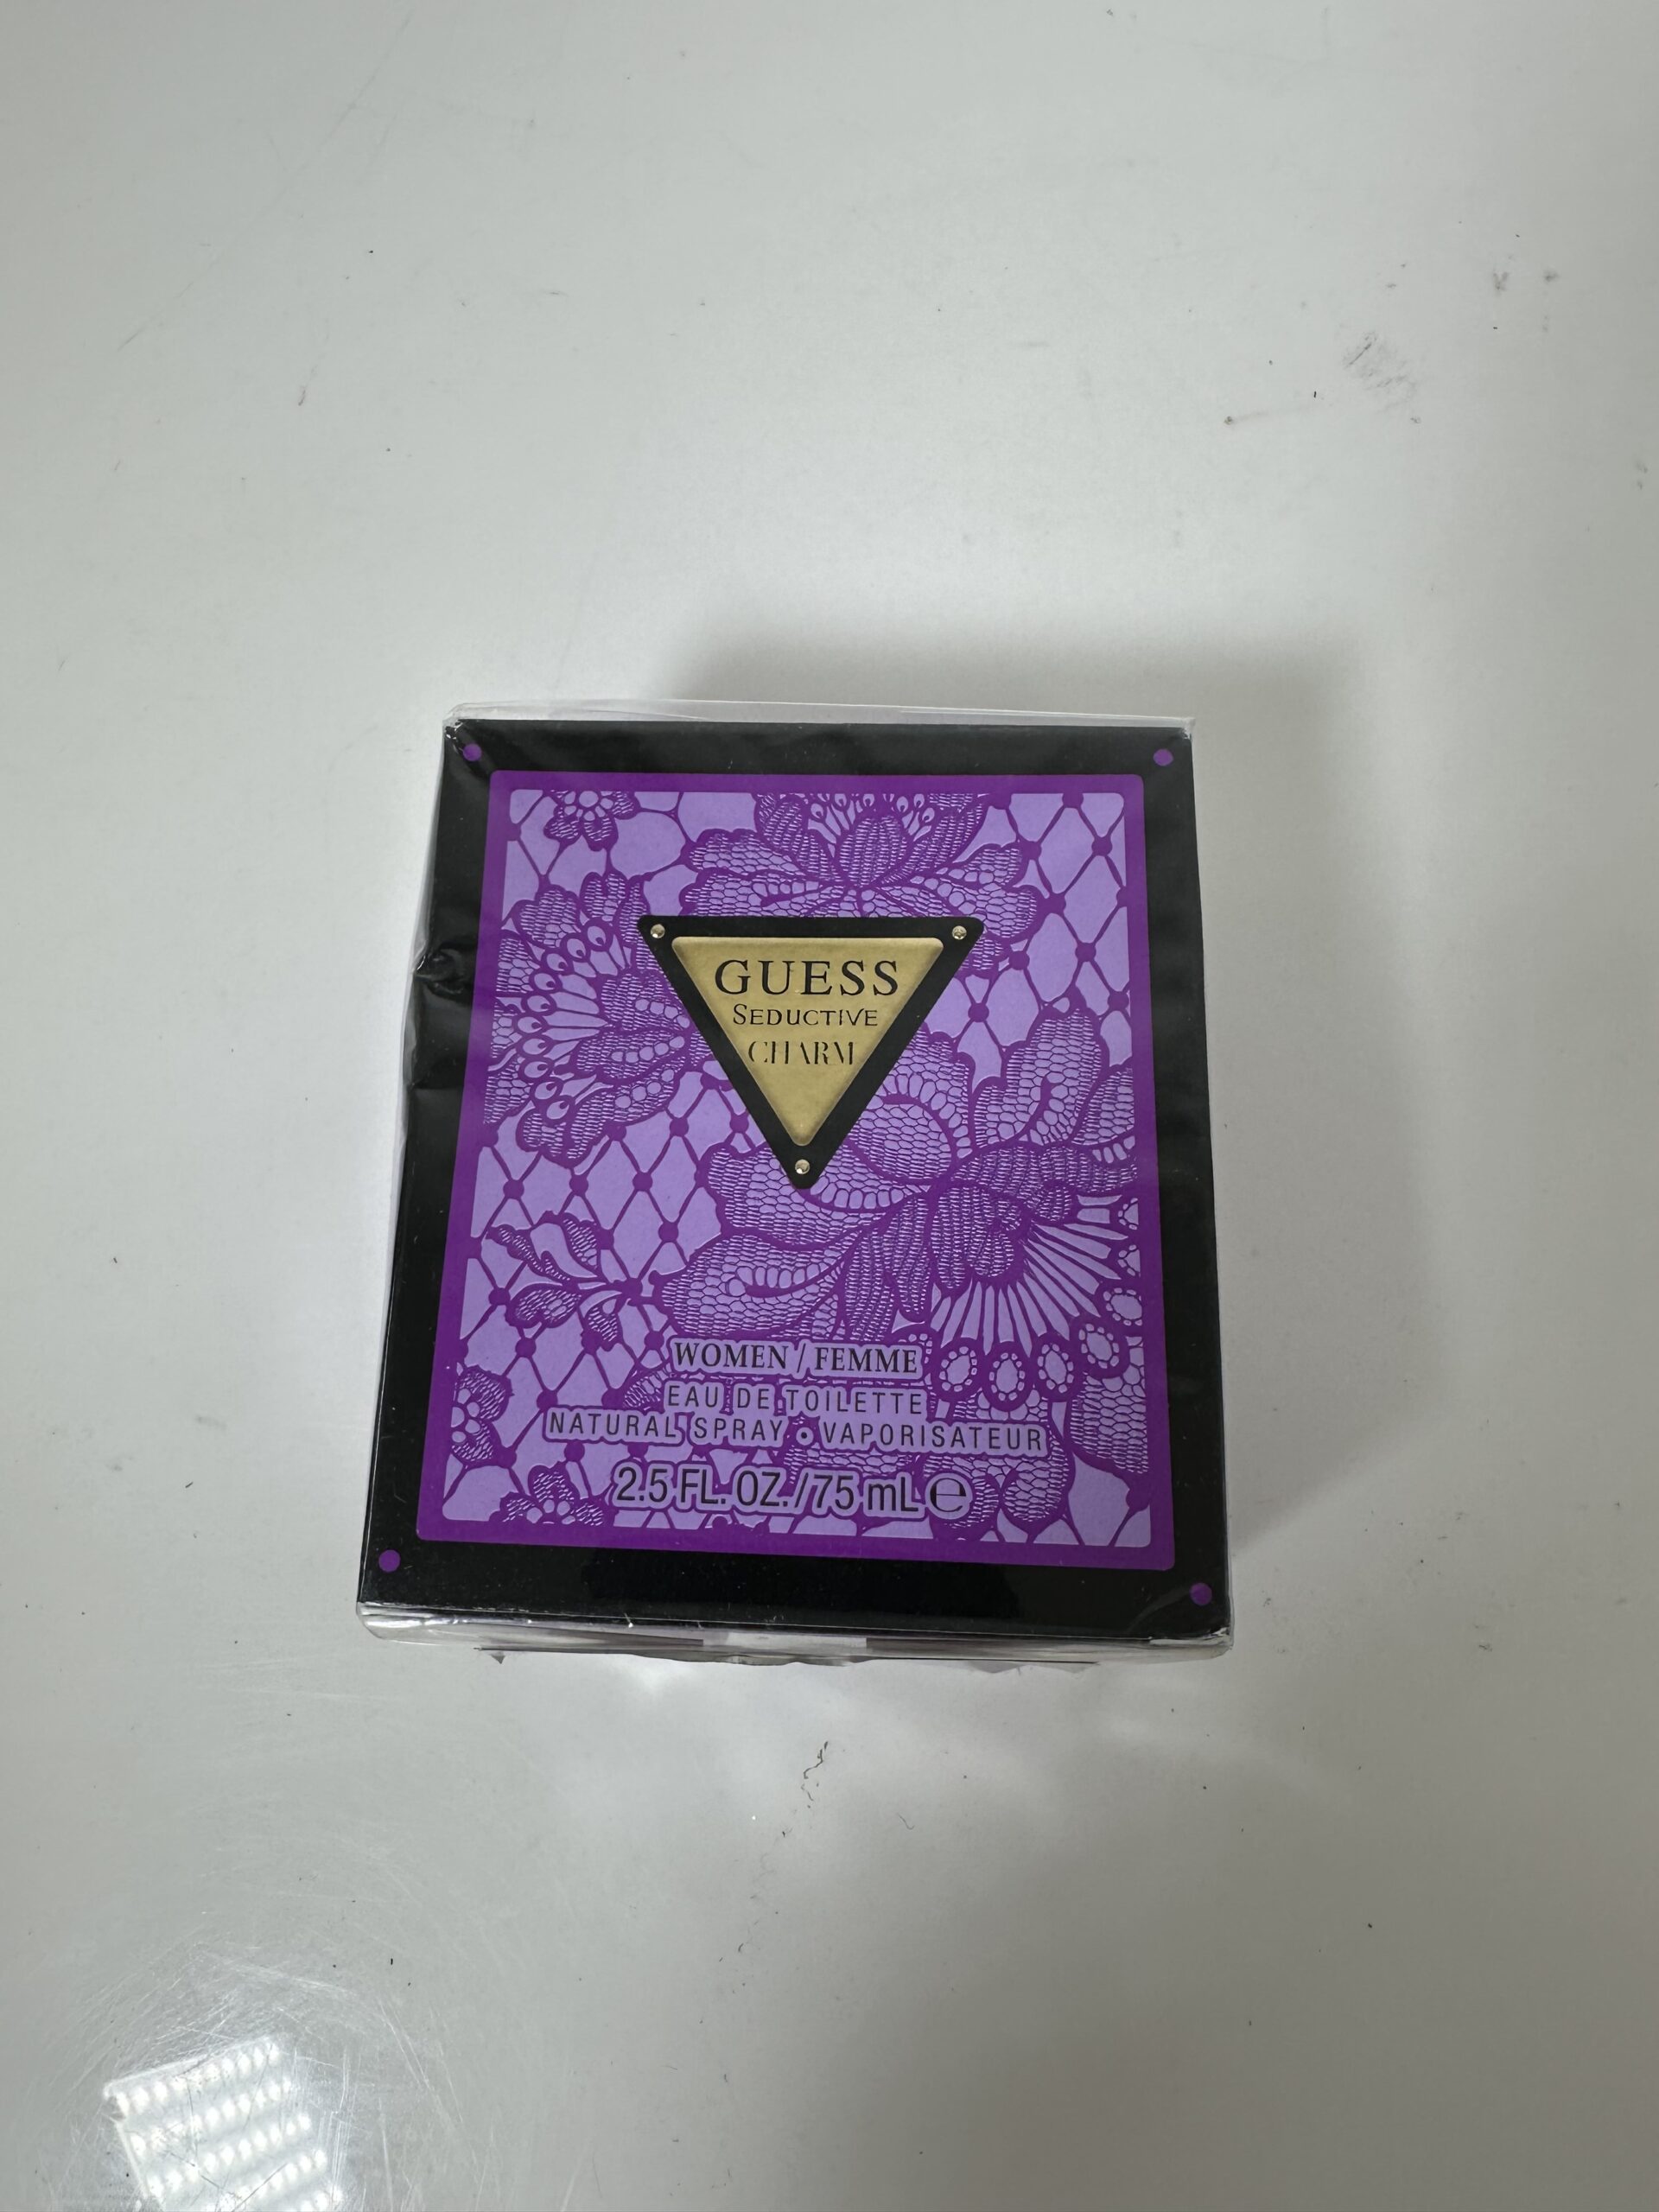 GUESS
SEDUCTIVE
CHARM
WOMEN / FEMME
EAU DE TOILETTE
NATURAL SPRAY • VAPORISATEUR
2.5 FL. OZ. / 75 mL ℮